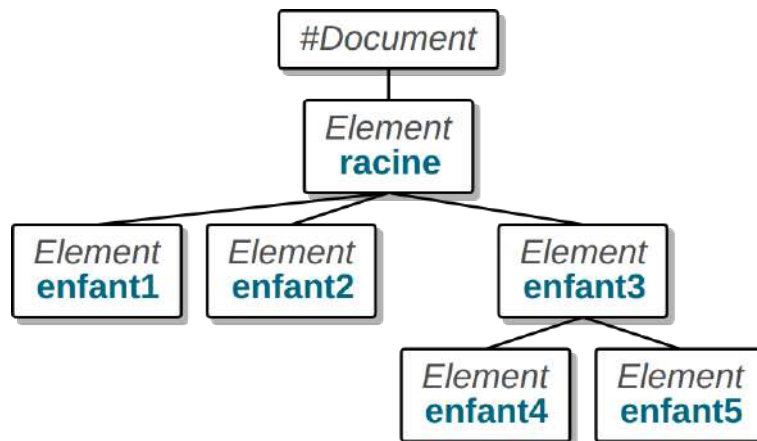 #Document
Element
racine
Element
enfant1
Element
enfant2
Element
enfant3
Element
enfant4
Element
enfant5